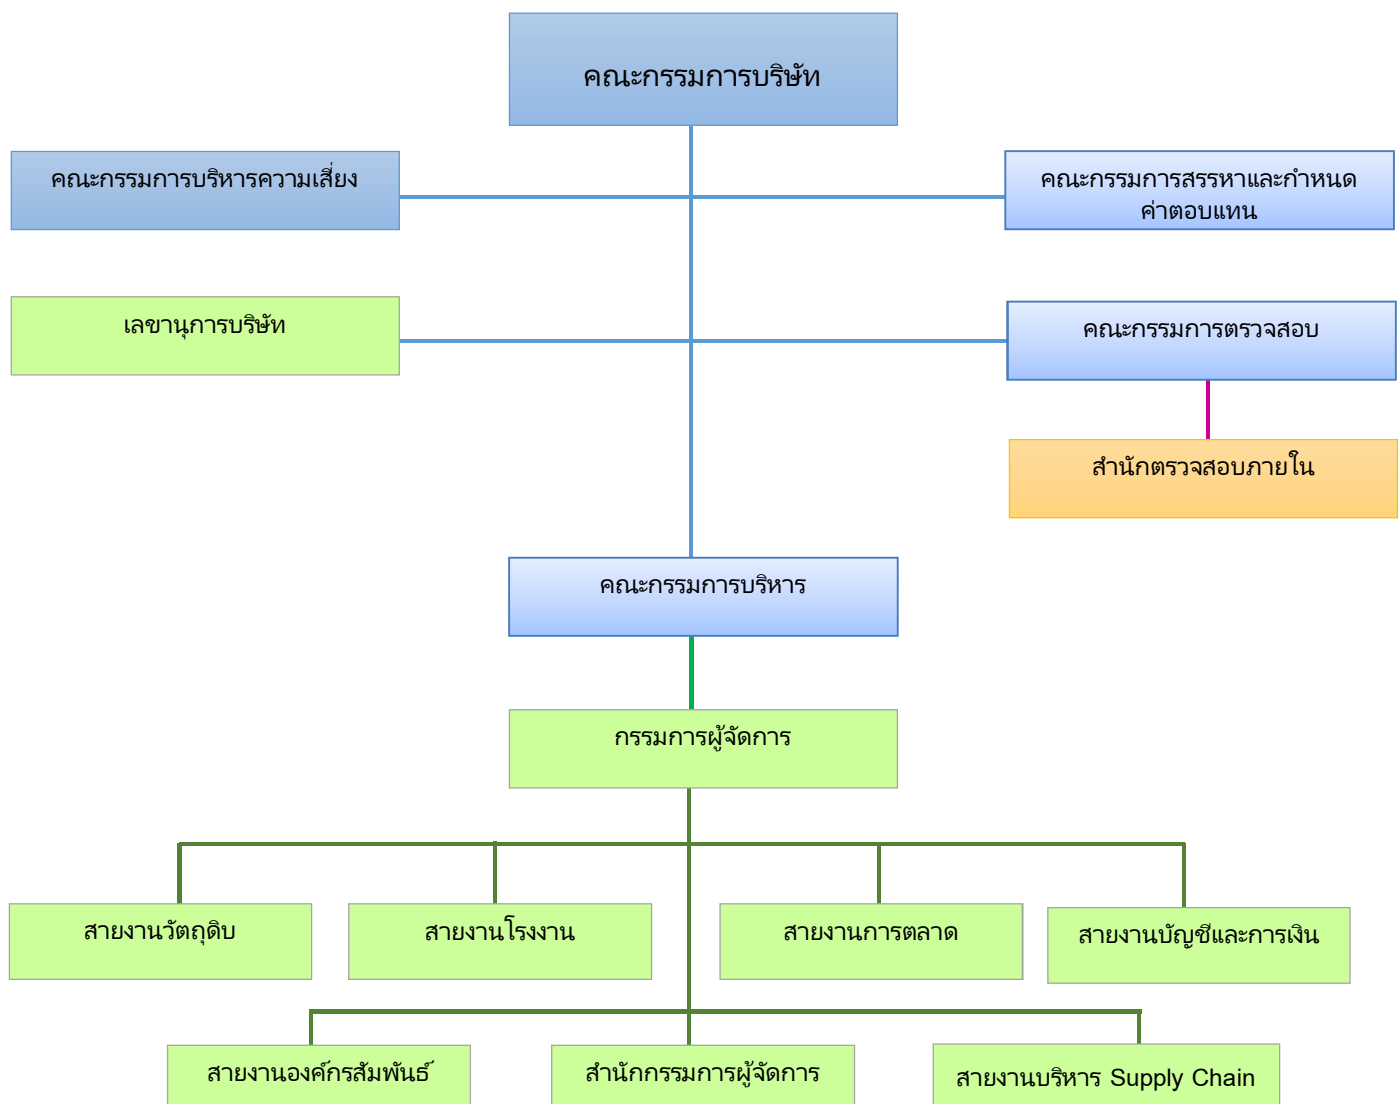 คณะกรรมการบริษัท
คณะกรรมการบริหารความเสี่ยง
คณะกรรมการสรรหาและกำหนด
ค่าตอบแทน
เลขานุการบริษัท
คณะกรรมการตรวจสอบ
สำนักตรวจสอบภายใน
คณะกรรมการบริหาร
กรรมการผู้จัดการ
สายงานวัตถุดิบ
สายงานโรงงาน
สายงานการตลาด
สายงานบัญชีและการเงิน
สายงานองค์กรสัมพันธ์
สำนักกรรมการผู้จัดการ
สายงานบริหาร Supply Chain